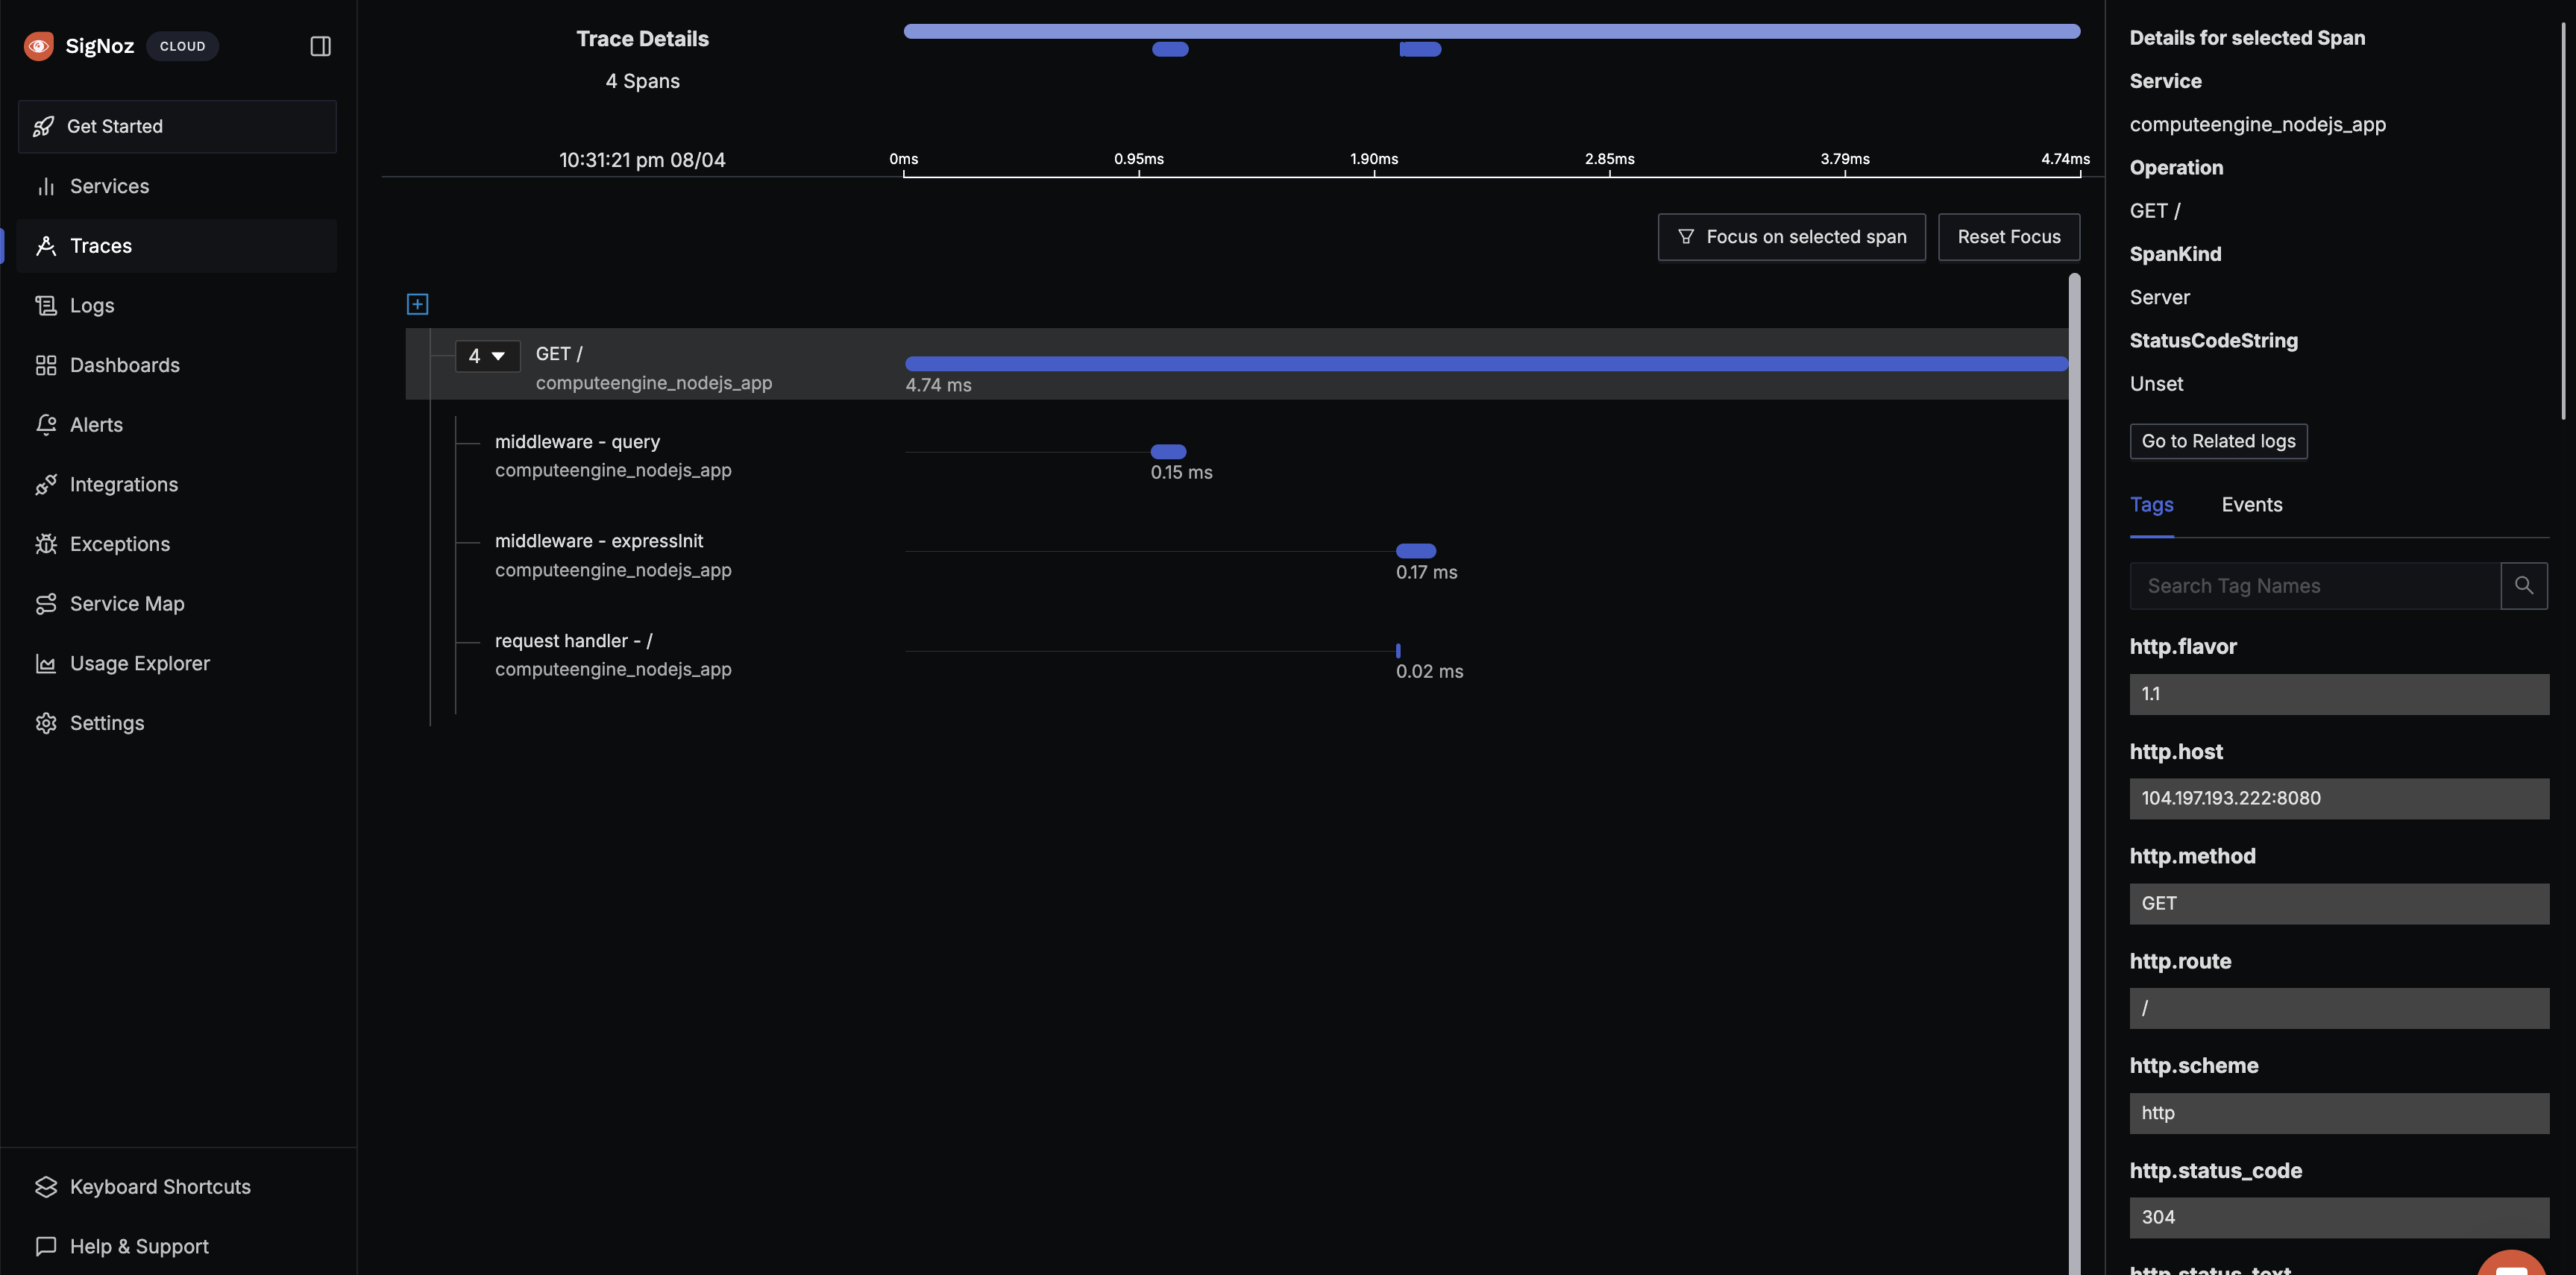 SigNoz
CLOUD
Get Started
Services
Traces
Logs
Dashboards
Alerts
Integrations
Exceptions
Service Map
Usage Explorer
Settings
Keyboard Shortcuts
Help & Support
Trace Details
4 Spans
10:31:21 pm 08/04
0ms 0.95ms 1.90ms 2.85ms 3.79ms 4.74ms
Focus on selected span
Reset Focus
4
GET /
computeengine_nodejs_app
4.74 ms
middleware - query
computeengine_nodejs_app
0.15 ms
middleware - expressInit
computeengine_nodejs_app
0.17 ms
request handler - /
computeengine_nodejs_app
0.02 ms
Details for selected Span
Service
computeengine_nodejs_app
Operation
GET /
SpanKind
Server
StatusCodeString
Unset
Go to Related logs
Tags Events
Search Tag Names
http.flavor
1.1
http.host
104.197.193.222:8080
http.method
GET
http.route
/
http.scheme
http
http.status_code
304
http.status_text